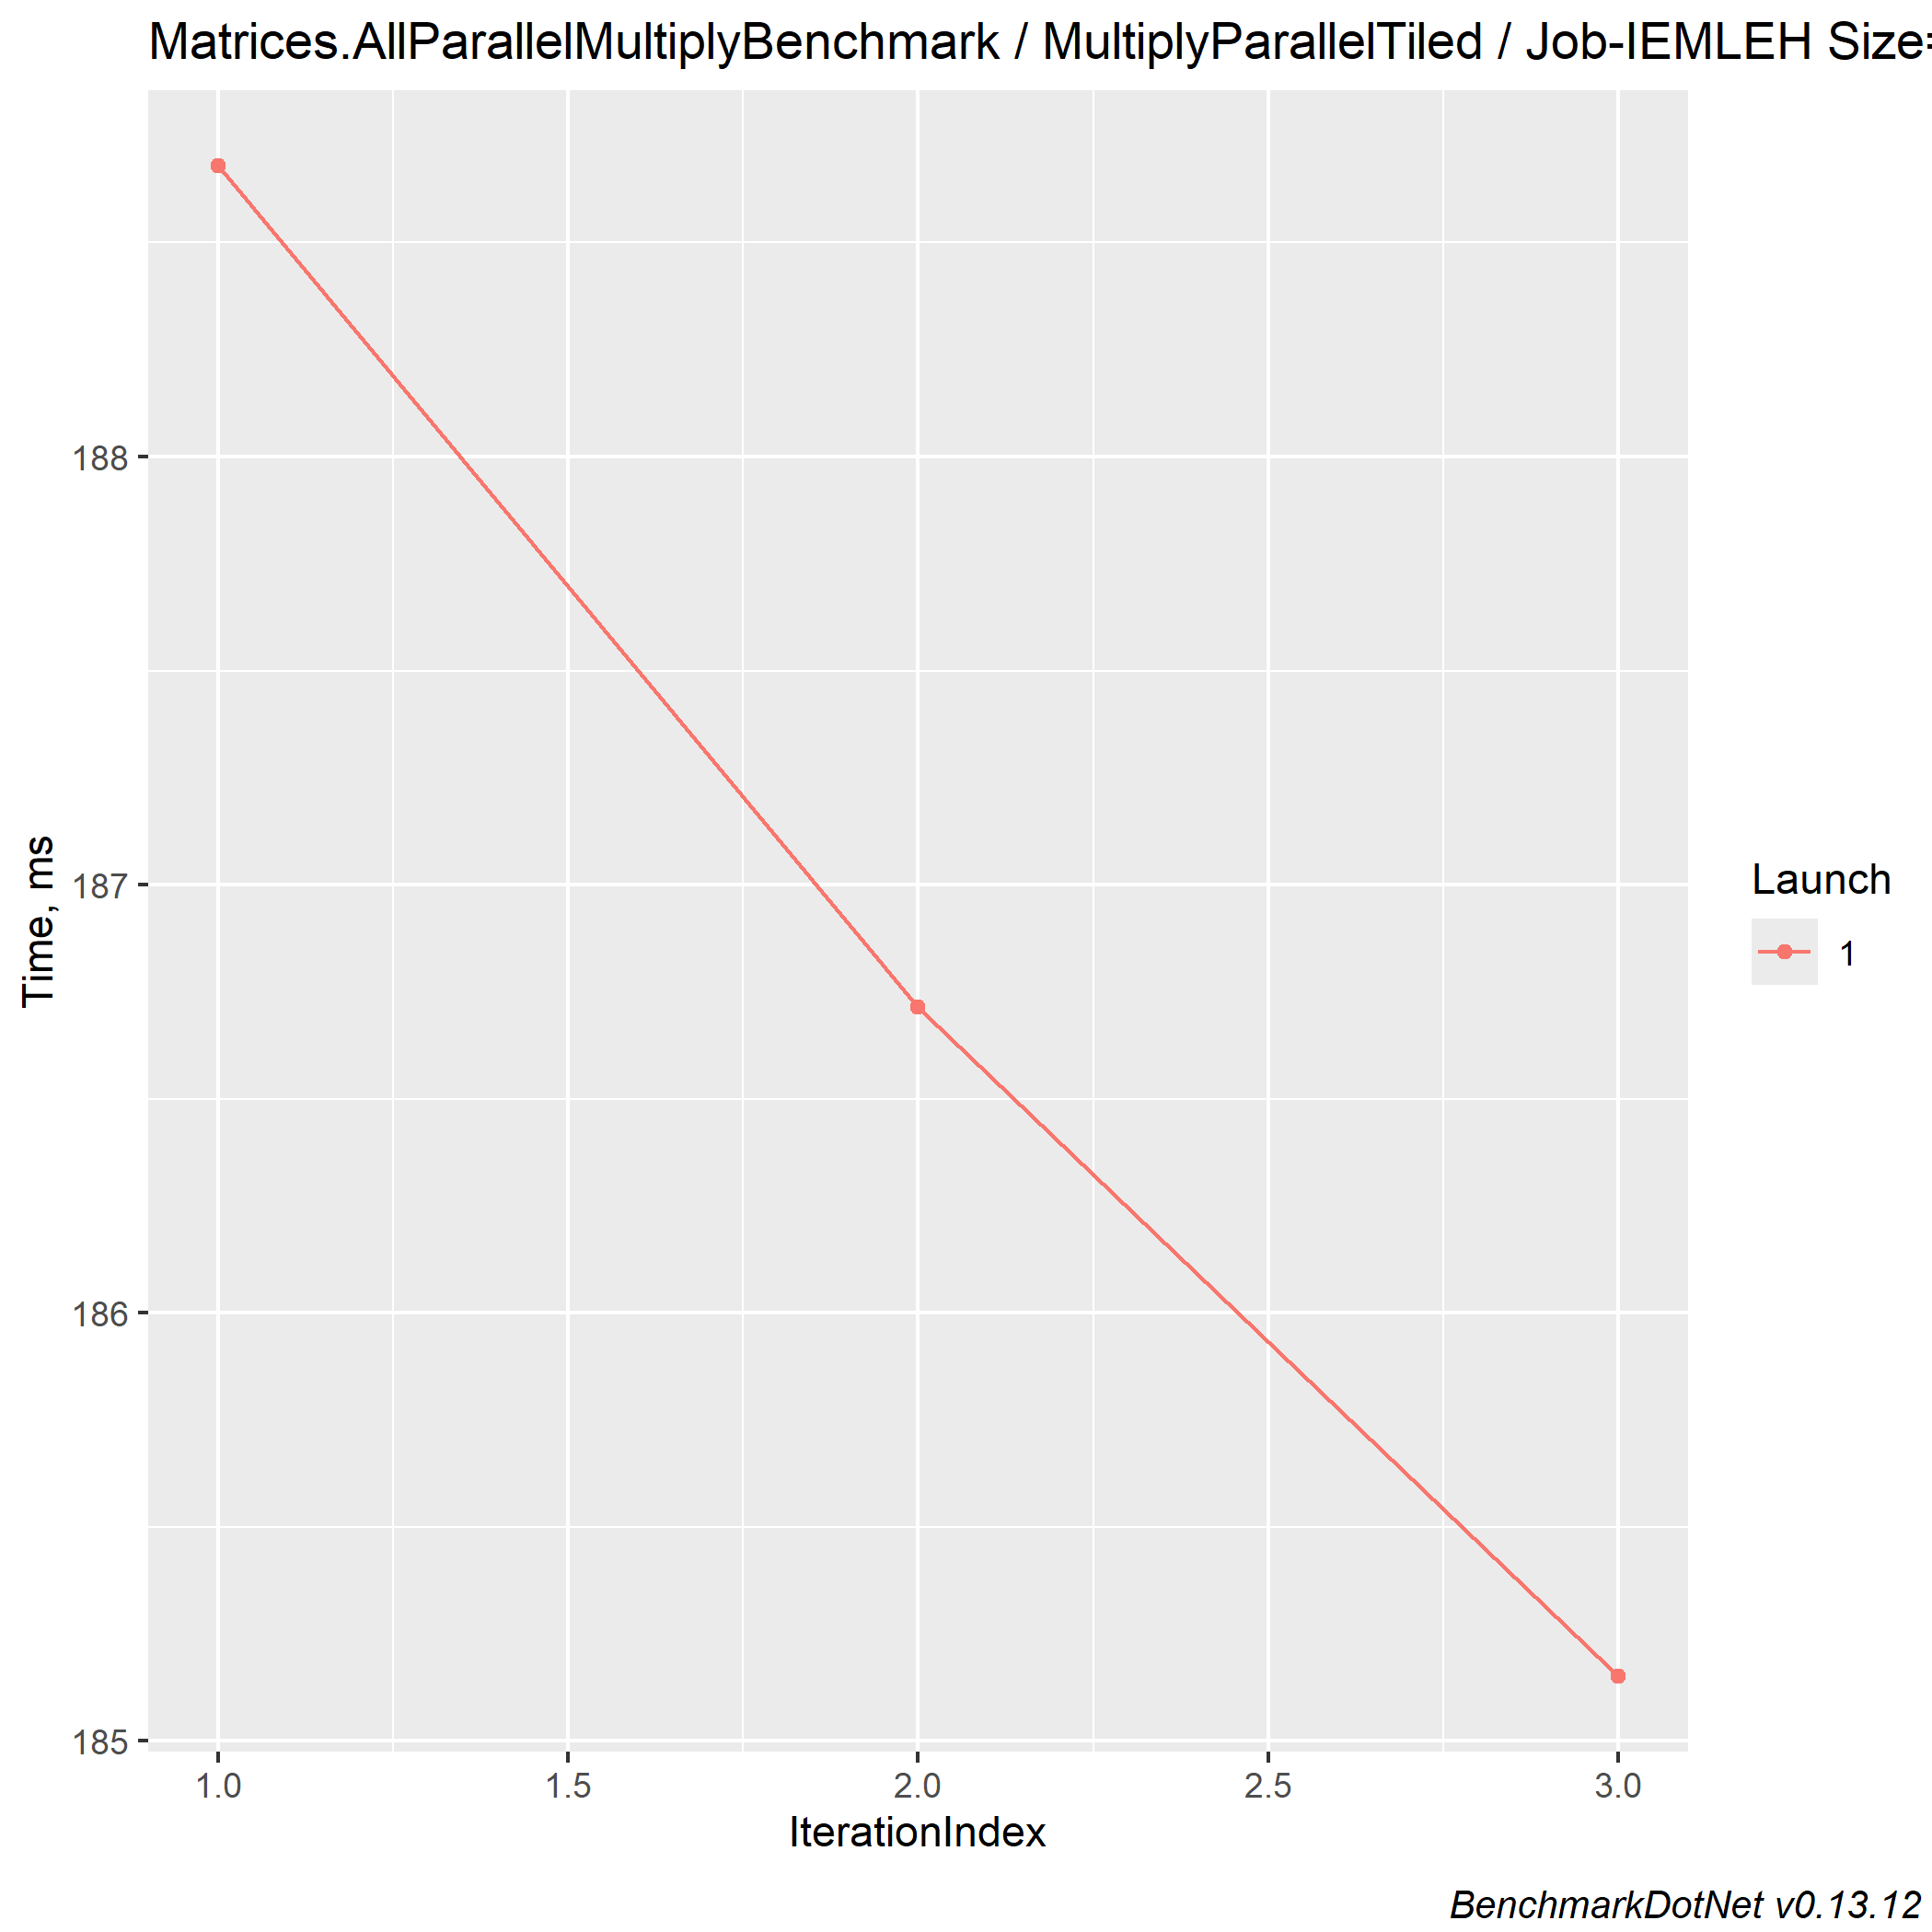 Matrices.AllParallelMultiplyBenchmark / MultiplyParallelTiled / Job-IEMLEH Size=
188
187
186
185
Time, ms
1.0 1.5 2.0 2.5 3.0
IterationIndex
Launch
1
BenchmarkDotNet v0.13.12